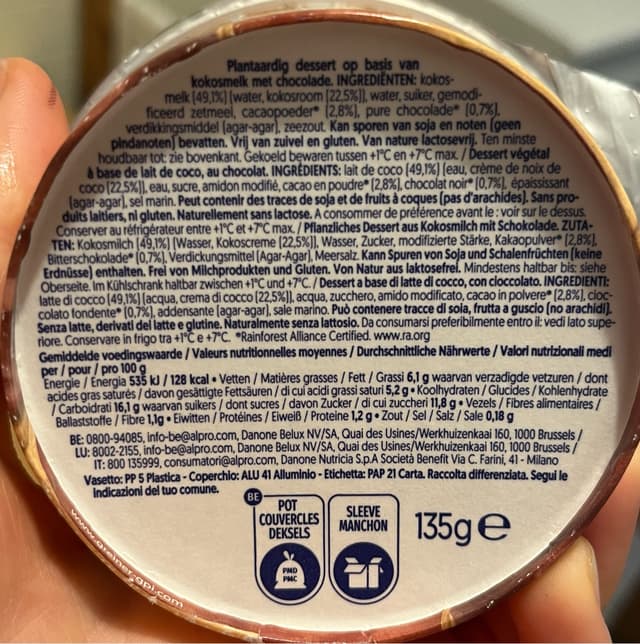 Plantaardig dessert op basis van
kokosmelk met chocolade. INGREDIËNTEN: kokos-
melk (49,1%) (water, kokosroom (22,5%)), water, suiker, gemodi-
ficeerd zetmeel, cacaopoeder* (2,8%), pure chocolade* (0,7%),
verdikkingsmiddel (agar-agar), zeezout. Kan sporen van soja en noten (geen
pindanoten) bevatten. Vrij van zuivel en gluten. Van nature lactosevrij. Ten minste
houdbaar tot: zie bovenkant. Gekoeld bewaren tussen +1°C en +7°C max. / Dessert végétal
à base de lait de coco, au chocolat. INGRÉDIENTS: lait de coco (49,1%) (eau, crème de noix de
coco (22,5%)), eau, sucre, amidon modifié, cacao en poudre* (2,8%), chocolat noir* (0,7%), épaississant
(agar-agar), sel marin. Peut contenir des traces de soja et de fruits à coques (pas d'arachides). Sans pro-
duits laitiers, ni gluten. Naturellement sans lactose. A consommer de préférence avant le : voir sur le dessus.
Conserver au réfrigérateur entre +1°C et +7°C max. / Pflanzliches Dessert aus Kokosmilch mit Schokolade. ZUTA-
TEN: Kokosmilch (49,1%) (Wasser, Kokoscreme (22,5%)), Wasser, Zucker, modifizierte Stärke, Kakaopulver* (2,8%),
Bitterschokolade* (0,7%), Verdickungsmittel (Agar-Agar), Meersalz. Kann Spuren von Soja und Schalenfrüchten (keine
Erdnüsse) enthalten. Frei von Milchprodukten und Gluten. Von Natur aus laktosefrei. Mindestens haltbar bis: siehe
Oberseite. Im Kühlschrank haltbar zwischen +1°C und +7°C. / Dessert a base di latte di cocco, con cioccolato. INGREDIENTI:
latte di cocco (49,1%) (acqua, crema di cocco (22,5%)), acqua, zucchero, amido modificato, cacao in polvere* (2,8%), cioc-
colato fondente* (0,7%), addensante (agar-agar), sale marino. Può contenere tracce di soia, frutta a guscio (no arachidi).
Senza latte, derivati del latte e glutine. Naturalmente senza lattosio. Da consumarsi preferibilmente entro il: vedi lato supe-
riore. Conservare in frigo tra +1°C e +7°C. *Rainforest Alliance Certified. www.ra.org
Gemiddelde voedingswaarde / Valeurs nutritionnelles moyennes / Durchschnittliche Nährwerte / Valori nutrizionali medi
per / pour / pro 100 g
Energie / Energia 535 kJ / 128 kcal • Vetten / Matières grasses / Fett / Grassi 6,1 g waarvan verzadigde vetzuren / dont
acides gras saturés / davon gesättigte Fettsäuren / di cui acidi grassi saturi 5,2 g • Koolhydraten / Glucides / Kohlenhydrate
/ Carboidrati 16,1 g waarvan suikers / dont sucres / davon Zucker / di cui zuccheri 11,8 g • Vezels / Fibres alimentaires /
Ballaststoffe / Fibre 1,1g • Eiwitten / Protéines / Eiweiß / Proteine 1,2 g • Zout / Sel / Salz / Sale 0,18 g
BE: 0800-94085, info-be@alpro.com, Danone Belux NV/SA, Quai des Usines/Werkhuizenkaai 160, 1000 Brussels /
LU: 8002-2155, info-be@alpro.com, Danone Belux NV/SA, Quai des Usines/Werkhuizenkaai 160, 1000 Brussels /
IT: 800 135999, consumatori@alpro.com, Danone Nutricia S.p.A Società Benefit Via C. Farini, 41 - Milano
Vasetto: PP 5 Plastica - Coperchio: ALU 41 Alluminio - Etichetta: PAP 21 Carta. Raccolta differenziata. Segui le
indicazioni del tuo comune.
BE
POT
COUVERCLES
DEKSELS
PMD
PMC
SLEEVE
MANCHON
135g e
www.greiner-gpi.com